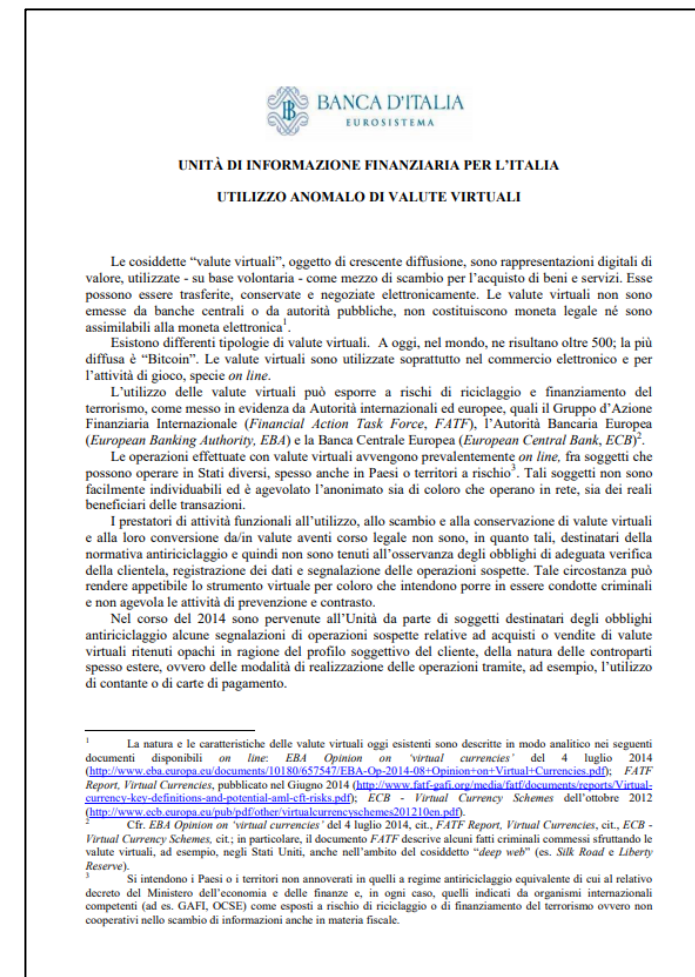 BANCA D'ITALIA
EUROSISTEMA
UNITÀ DI INFORMAZIONE FINANZIARIA PER L'ITALIA
UTILIZZO ANOMALO DI VALUTE VIRTUALI
Le cosiddette “valute virtuali”, oggetto di crescente diffusione, sono rappresentazioni digitali di
valore, utilizzate - su base volontaria - come mezzo di scambio per l’acquisto di beni e servizi. Esse
possono essere trasferite, conservate e negoziate elettronicamente. Le valute virtuali non sono
emesse da banche centrali o da autorità pubbliche, non costituiscono moneta legale né sono
assimilabili alla moneta elettronica1.
Esistono differenti tipologie di valute virtuali. A oggi, nel mondo, ne risultano oltre 500; la più
diffusa è “Bitcoin”. Le valute virtuali sono utilizzate soprattutto nel commercio elettronico e per
l’attività di gioco, specie on line.
L’utilizzo delle valute virtuali può esporre a rischi di riciclaggio e finanziamento del
terrorismo, come messo in evidenza da Autorità internazionali ed europee, quali il Gruppo d’Azione
Finanziaria Internazionale (Financial Action Task Force, FATF), l’Autorità Bancaria Europea
(European Banking Authority, EBA) e la Banca Centrale Europea (European Central Bank, ECB)2.
Le operazioni effettuate con valute virtuali avvengono prevalentemente on line, fra soggetti che
possono operare in Stati diversi, spesso anche in Paesi o territori a rischio3. Tali soggetti non sono
facilmente individuabili ed è agevolato l’anonimato sia di coloro che operano in rete, sia dei reali
beneficiari delle transazioni.
I prestatori di attività funzionali all’utilizzo, allo scambio e alla conservazione di valute virtuali
e alla loro conversione da/in valute aventi corso legale non sono, in quanto tali, destinatari della
normativa antiriciclaggio e quindi non sono tenuti all’osservanza degli obblighi di adeguata verifica
della clientela, registrazione dei dati e segnalazione delle operazioni sospette. Tale circostanza può
rendere appetibile lo strumento virtuale per coloro che intendono porre in essere condotte criminali
e non agevola le attività di prevenzione e contrasto.
Nel corso del 2014 sono pervenute all’Unità da parte di soggetti destinatari degli obblighi
antiriciclaggio alcune segnalazioni di operazioni sospette relative ad acquisti o vendite di valute
virtuali ritenuti opachi in ragione del profilo soggettivo del cliente, della natura delle controparti
spesso estere, ovvero delle modalità di realizzazione delle operazioni tramite, ad esempio, l’utilizzo
di contante o di carte di pagamento.
1 La natura e le caratteristiche delle valute virtuali oggi esistenti sono descritte in modo analitico nei seguenti
documenti disponibili on line: EBA Opinion on ‘virtual currencies’ del 4 luglio 2014
(http://www.eba.europa.eu/documents/10180/657547/EBA-Op-2014-08+Opinion+on+Virtual+Currencies.pdf); FATF
Report, Virtual Currencies, pubblicato nel Giugno 2014 (http://www.fatf-gafi.org/media/fatf/documents/reports/Virtual-
currency-key-definitions-and-potential-aml-cft-risks.pdf); ECB - Virtual Currency Schemes dell’ottobre 2012
(http://www.ecb.europa.eu/pub/pdf/other/virtualcurrencyschemes201210en.pdf).
2 Cfr. EBA Opinion on ‘virtual currencies’ del 4 luglio 2014, cit., FATF Report, Virtual Currencies, cit., ECB -
Virtual Currency Schemes, cit.; in particolare, il documento FATF descrive alcuni fatti criminali commessi sfruttando le
valute virtuali, ad esempio, negli Stati Uniti, anche nell’ambito del cosiddetto “deep web” (es. Silk Road e Liberty
Reserve).
3 Si intendono i Paesi o i territori non annoverati in quelli a regime antiriciclaggio equivalente di cui al relativo
decreto del Ministero dell’economia e delle finanze e, in ogni caso, quelli indicati da organismi internazionali
competenti (ad es. GAFI, OCSE) come esposti a rischio di riciclaggio o di finanziamento del terrorismo ovvero non
cooperativi nello scambio di informazioni anche in materia fiscale.